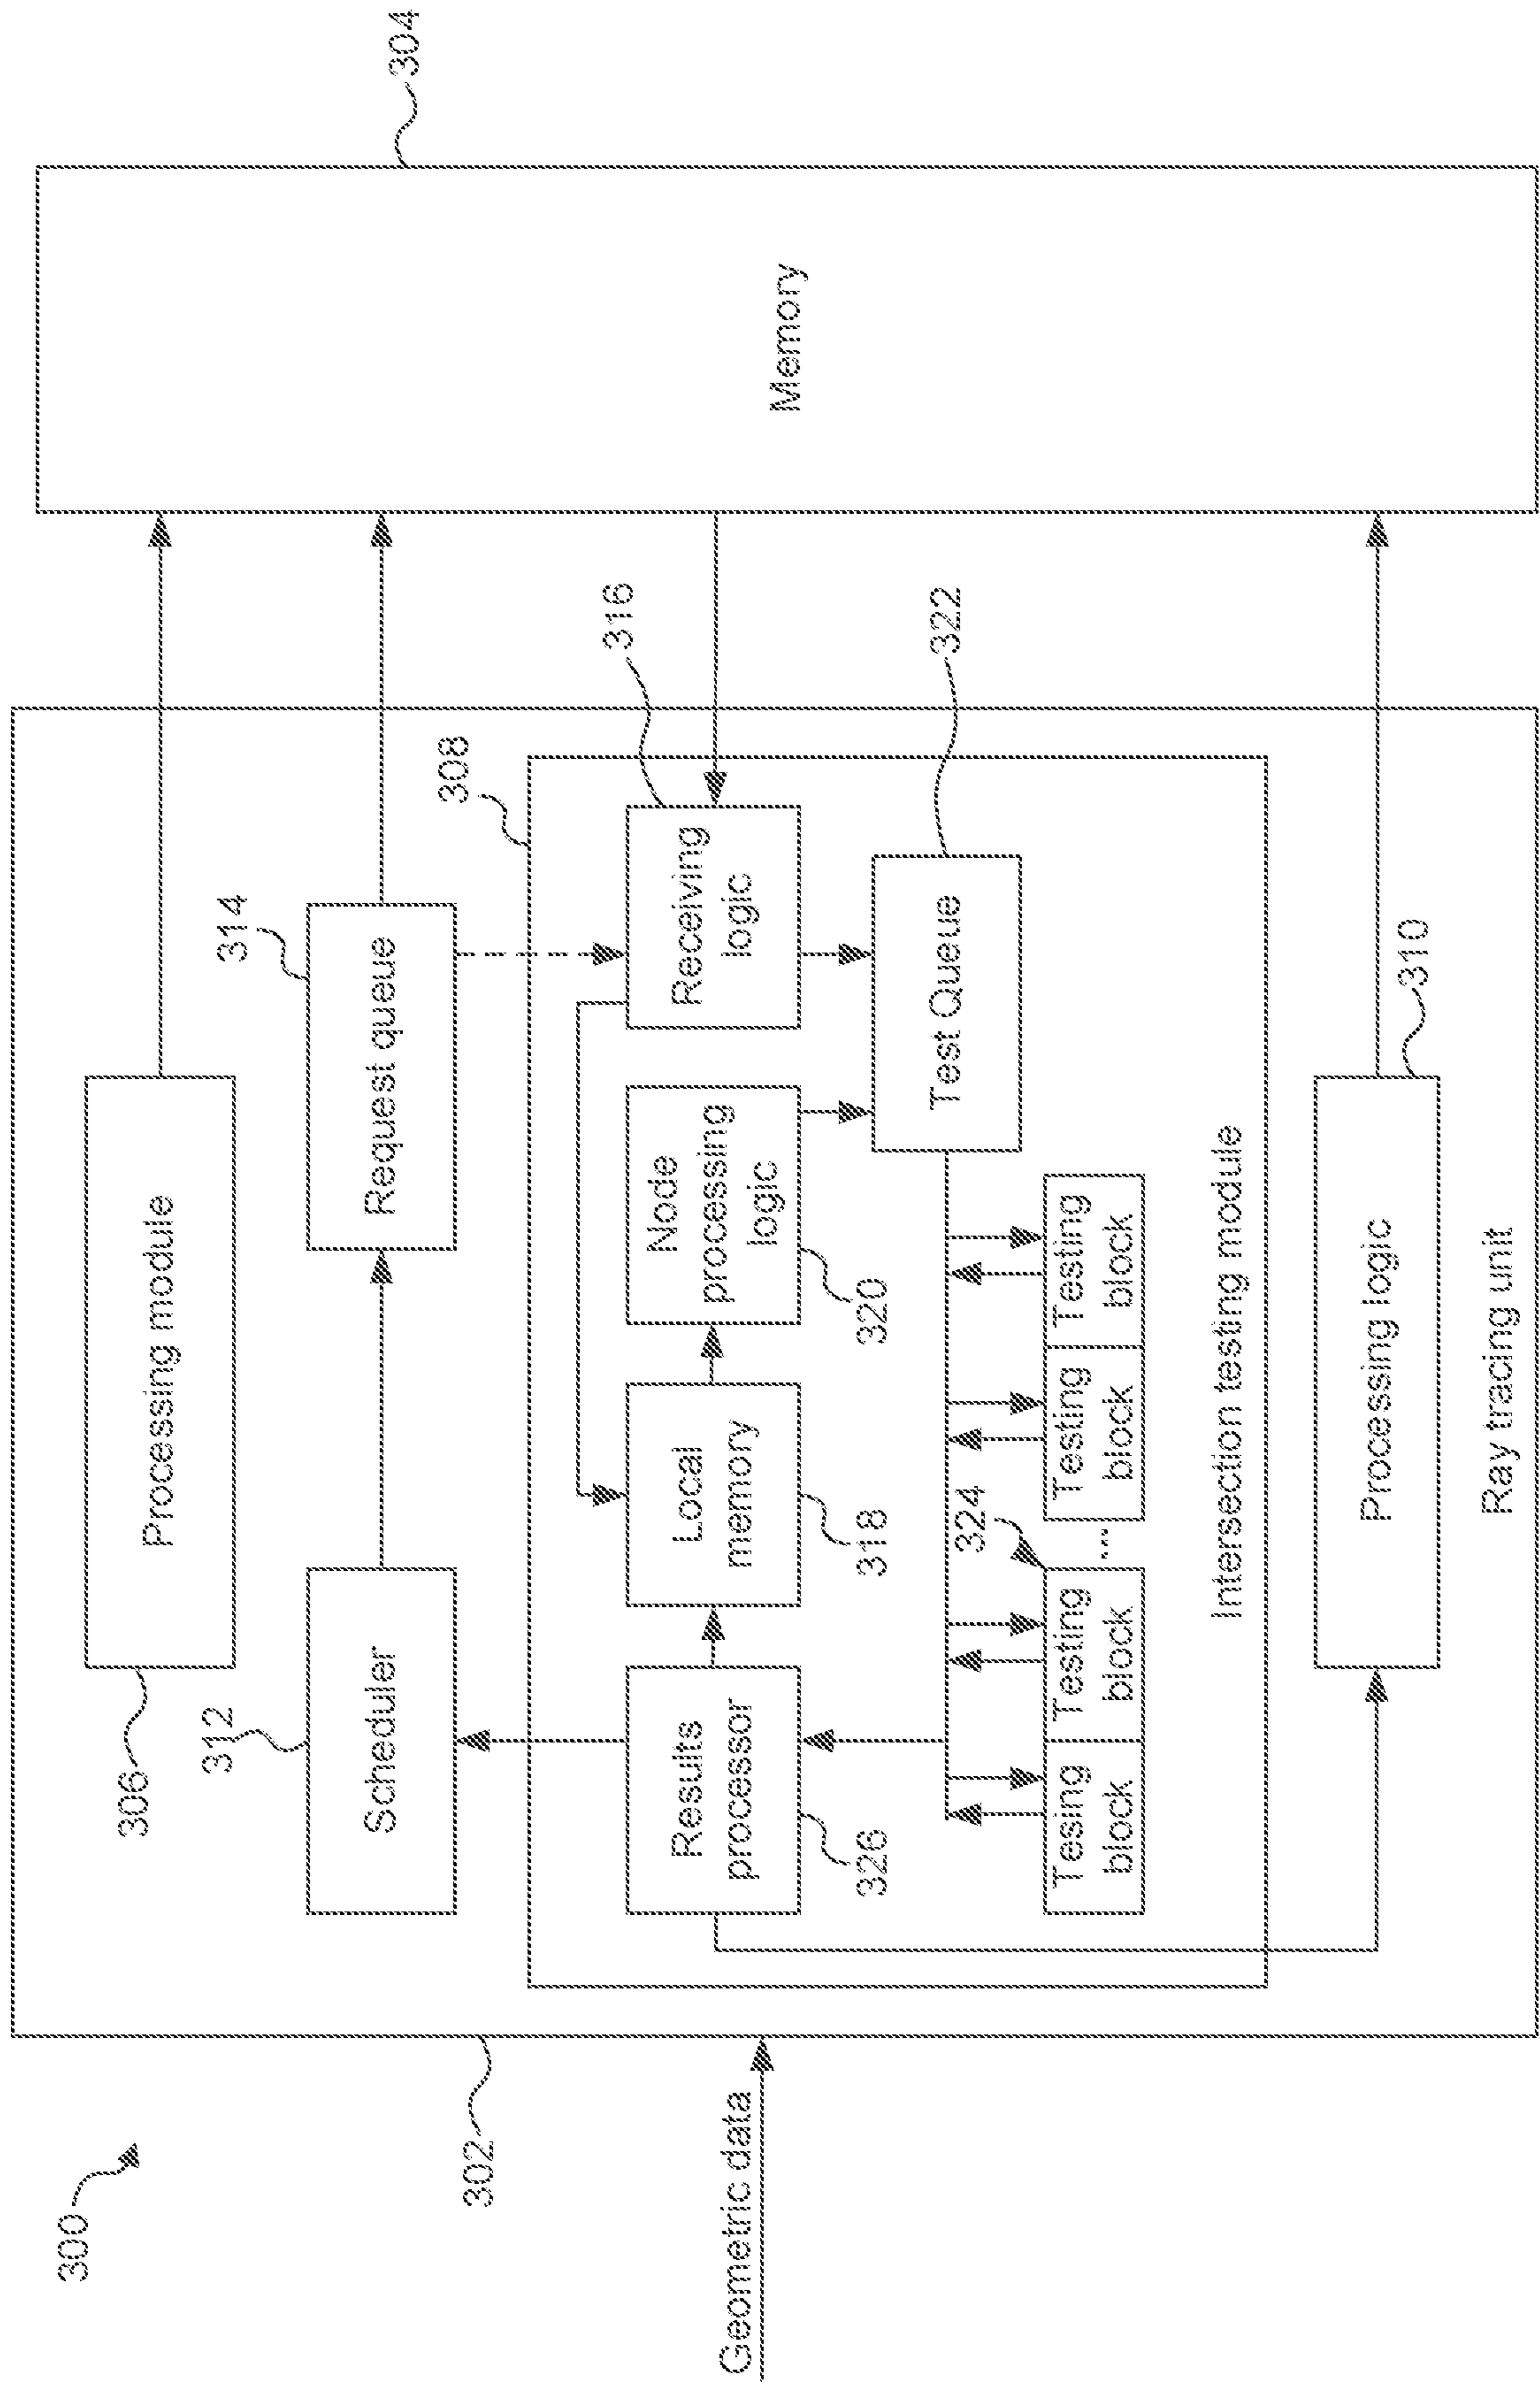 300
302
304
Geometric data
306
Processing module
312
Scheduler
314
Request queue
308
316
Results
processor
326
Local
memory
318
Node
processing
logic
320
Receiving
logic
Test Queue
322
324
Tesing
block
Testing
block
...
Testing
block
Testing
block
Intersection testing module
Processing logic
310
Ray tracing unit
Memory